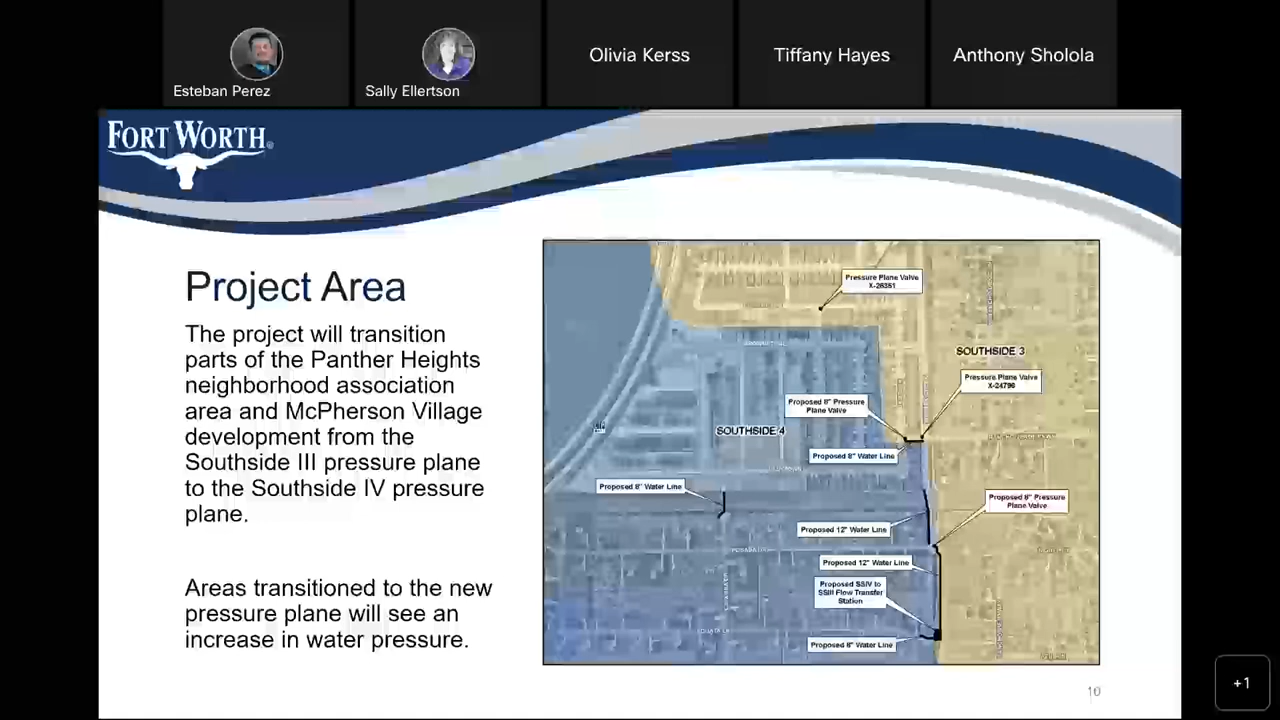 Esteban Perez
Sally Ellertson
Olivia Kerss
Tiffany Hayes
Anthony Sholola
FORT WORTH®
Project Area
The project will transition
parts of the Panther Heights
neighborhood association
area and McPherson Village
development from the
Southside III pressure plane
to the Southside IV pressure
plane.
Areas transitioned to the new
pressure plane will see an
increase in water pressure.
Pressure Plane Valve
X-26351
SOUTHSIDE 3
Pressure Plane Valve
X-24796
Proposed 8" Pressure
Plane Valve
SOUTHSIDE 4
Proposed 8" Water Line
Proposed 8" Water Line
Proposed 8" Pressure
Plane Valve
Proposed 12" Water Line
Proposed 12" Water Line
Proposed SSIV to
SSIII Flow Transfer
Station
Proposed 8" Water Line
10
+1